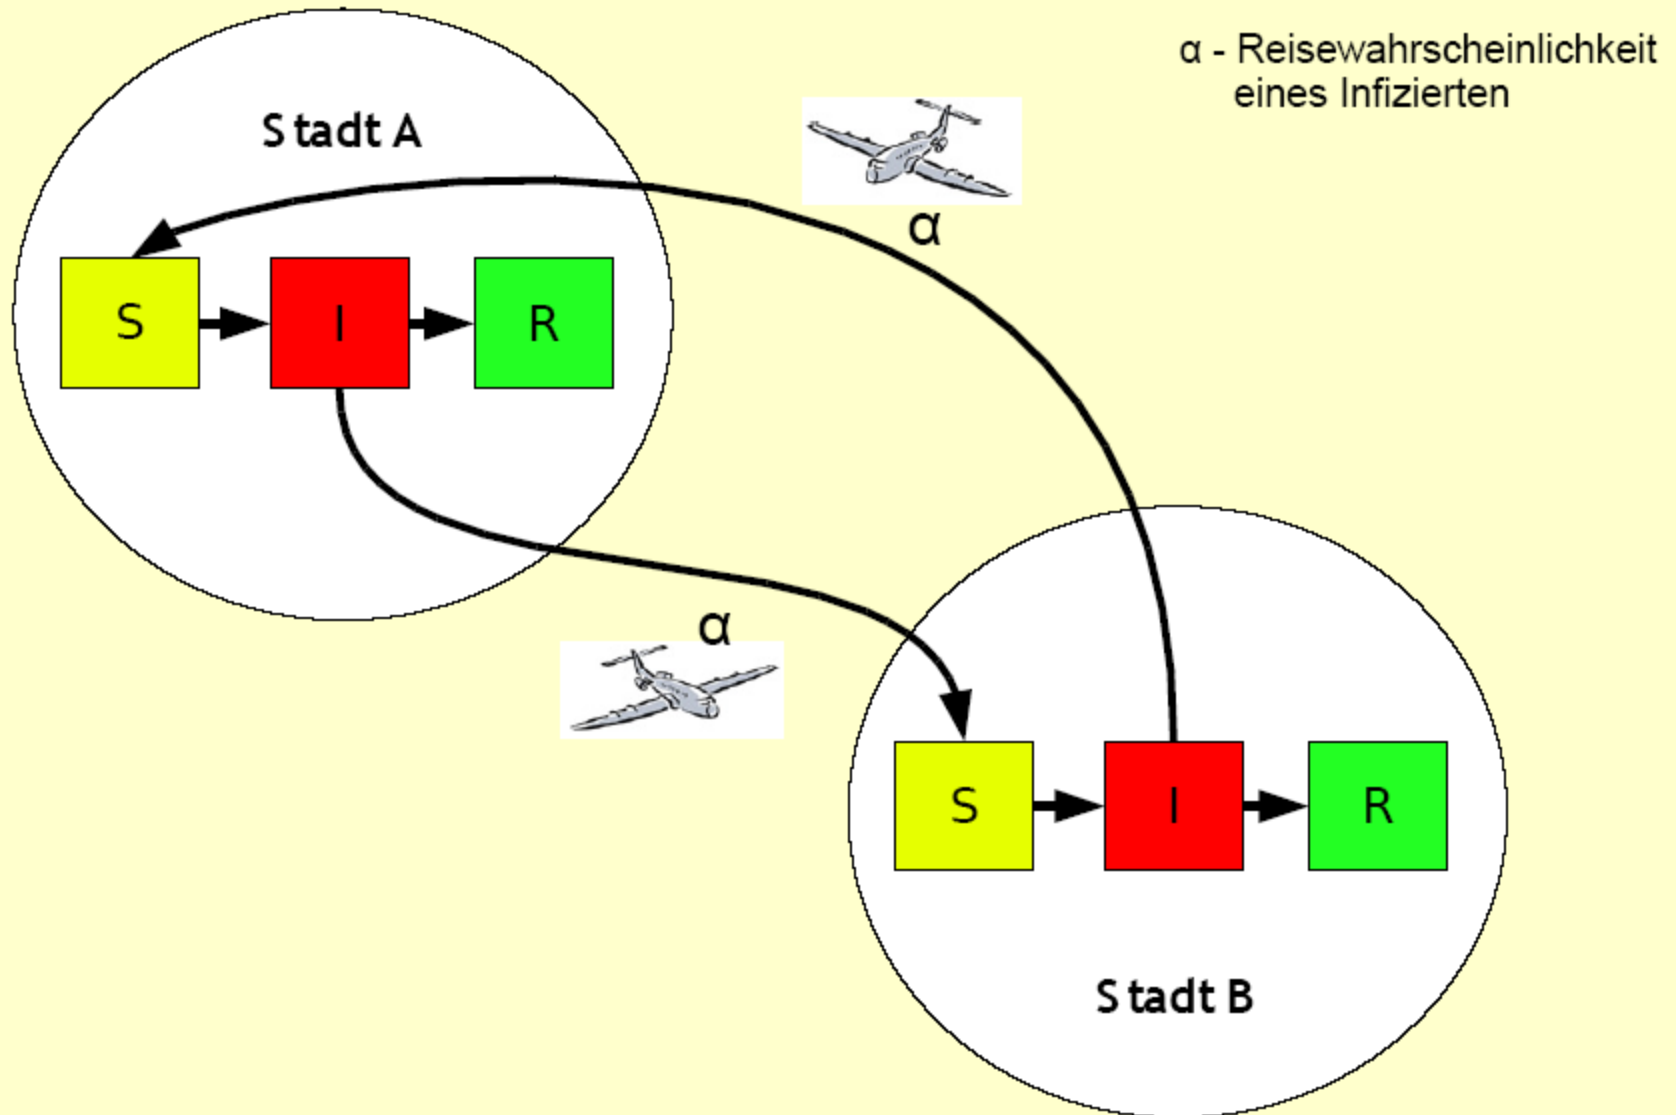 α - Reisewahrscheinlichkeit
eines Infizierten
Stadt A
α
S I R
α
S I R
Stadt B